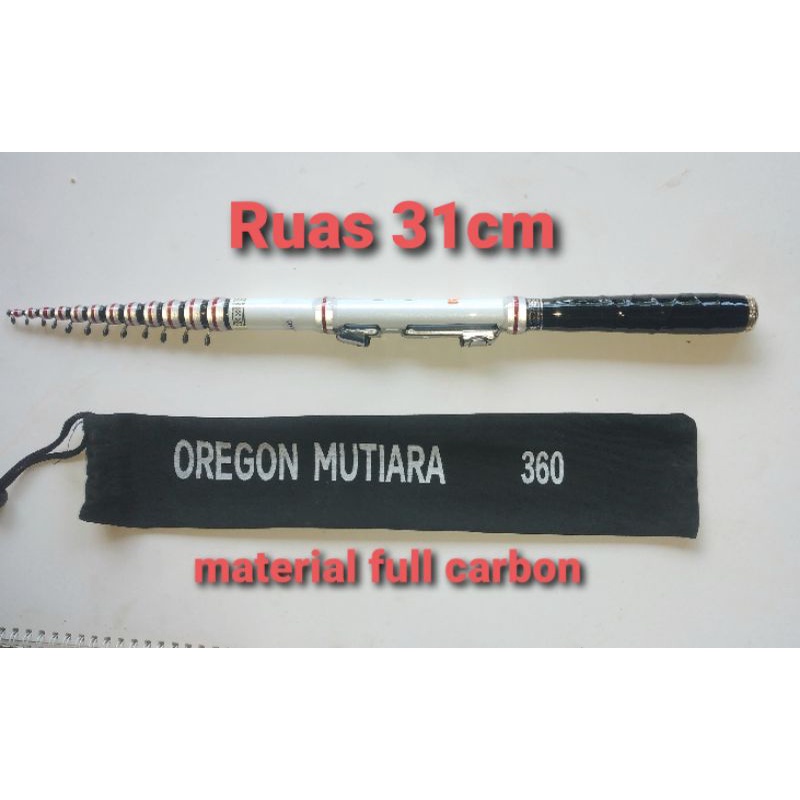 Ruas 31cm
OREGON MUTIARA 360
material full carbon